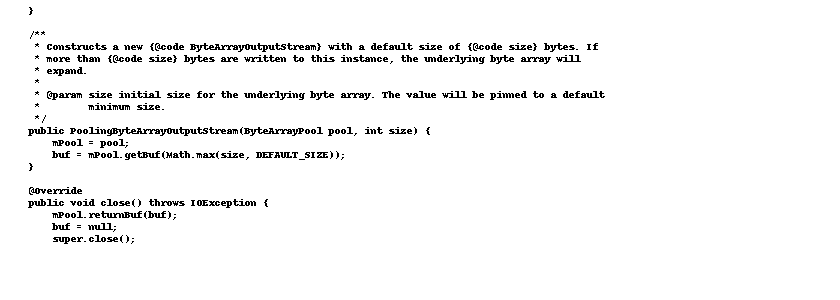 }

/**
 * Constructs a new {@code ByteArrayOutputStream} with a default size of {@code size} bytes. If
 * more than {@code size} bytes are written to this instance, the underlying byte array will
 * expand.
 *
 * @param size initial size for the underlying byte array. The value will be pinned to a default
 *        minimum size.
 */
public PoolingByteArrayOutputStream(ByteArrayPool pool, int size) {
    mPool = pool;
    buf = mPool.getBuf(Math.max(size, DEFAULT_SIZE));
}

@Override
public void close() throws IOException {
    mPool.returnBuf(buf);
    buf = null;
    super.close();